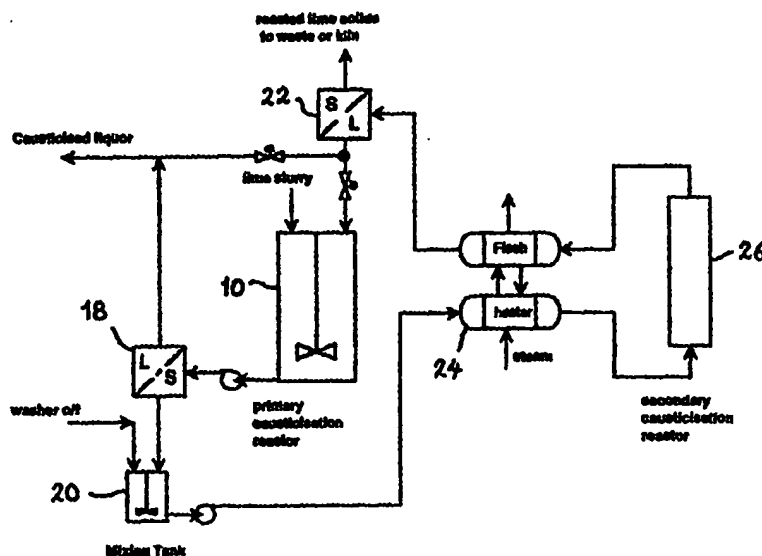 reacted lime solids
to waste or kiln
22
S
L
Causticised liquor
lime slurry
Flash
26
10
18
heater
L
S
24
steam
washer o/f
primary
causticisation
reactor
secondary
causticisation
reactor
20
Mixing Tank